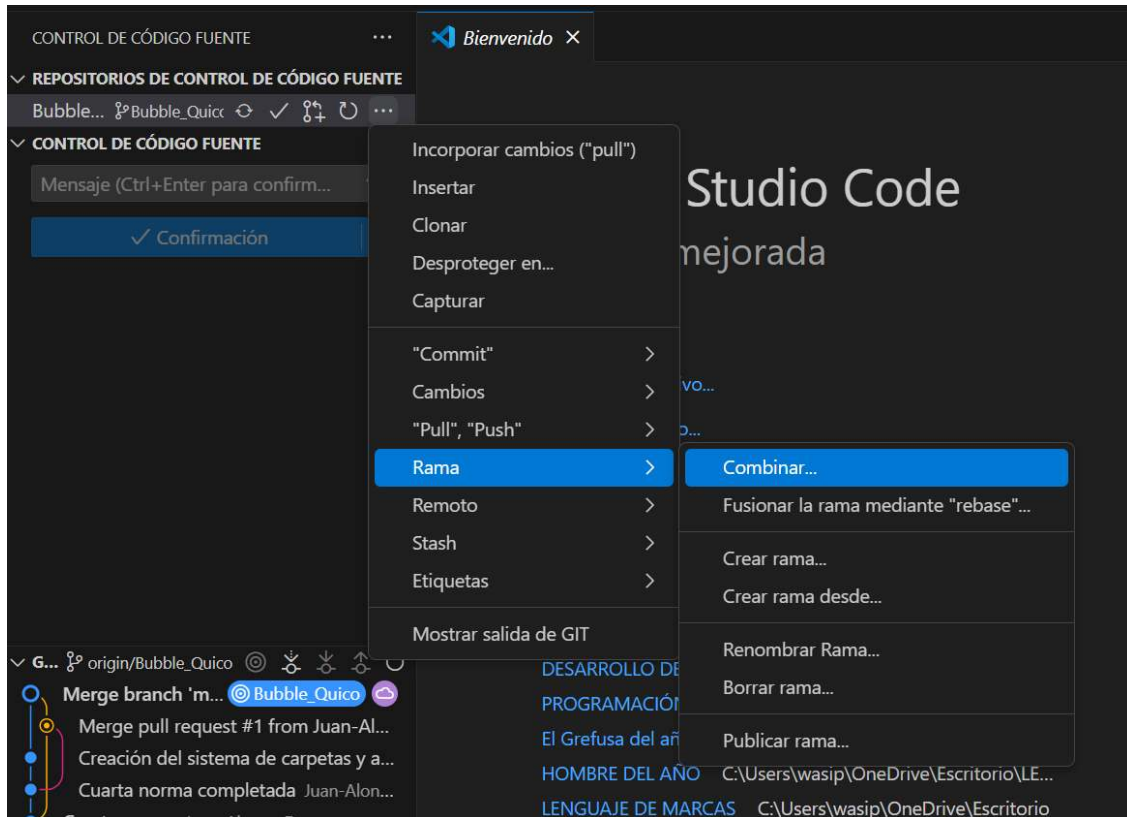 CONTROL DE CÓDIGO FUENTE
Bienvenido
REPOSITORIOS DE CONTROL DE CÓDIGO FUENTE
Bubble... Bubble_Quicc
CONTROL DE CÓDIGO FUENTE
Mensaje (Ctrl+Enter para confirm...
Confirmación
Incorporar cambios ("pull")
Insertar
Clonar
Desproteger en...
Capturar
"Commit"
Cambios
"Pull", "Push"
Rama
Remoto
Stash
Etiquetas
Mostrar salida de GIT
Studio Code
mejorada
vo...
o...
Combinar...
Fusionar la rama mediante "rebase"...
Crear rama...
Crear rama desde...
Renombrar Rama...
Borrar rama...
Publicar rama...
G... origin/Bubble_Quico
Merge branch 'm... Bubble_Quico
Merge pull request #1 from Juan-Al...
Creación del sistema de carpetas y a...
Cuarta norma completada Juan-Alon...
DESARROLLO DE
PROGRAMACIÓN
El Grefusa del añ
HOMBRE DEL AÑO C:\Users\wasip\OneDrive\Escritorio\LE...
LENGUAJE DE MARCAS C:\Users\wasip\OneDrive\Escritorio